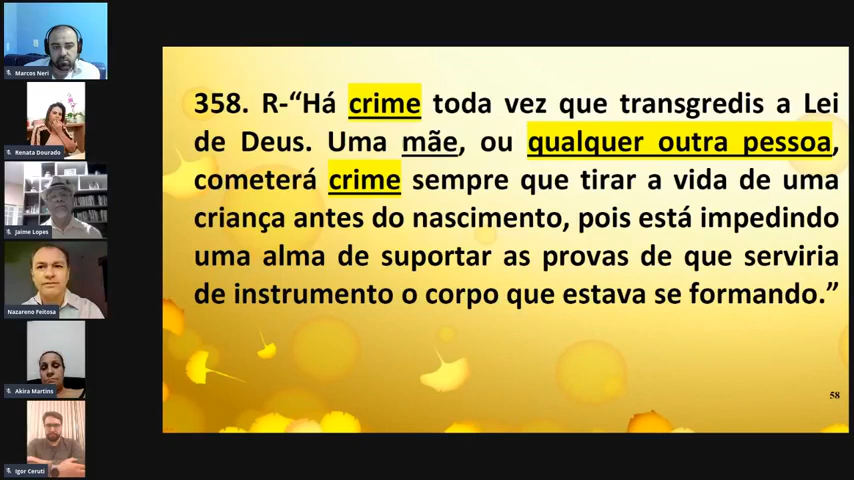 Marcos Neri
Renata Dourado
Jaime Lopes
Nazareno Feitosa
Akira Martins
Igor Ceruti
358. R-“Há crime toda vez que transgredis a Lei
de Deus. Uma mãe, ou qualquer outra pessoa,
cometerá crime sempre que tirar a vida de uma
criança antes do nascimento, pois está impedindo
uma alma de suportar as provas de que serviria
de instrumento o corpo que estava se formando.”
58